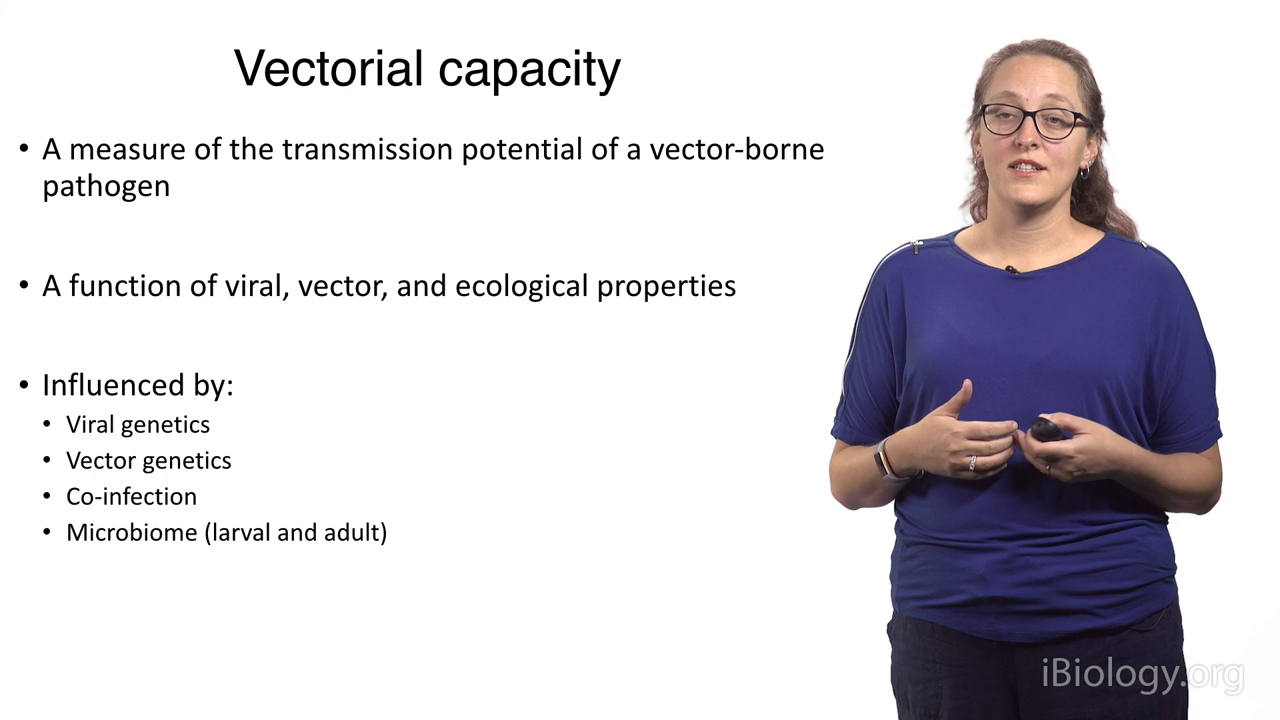 Vectorial capacity
• A measure of the transmission potential of a vector-borne
pathogen
• A function of viral, vector, and ecological properties
• Influenced by:
• Viral genetics
• Vector genetics
• Co-infection
• Microbiome (larval and adult)
iBiology.org